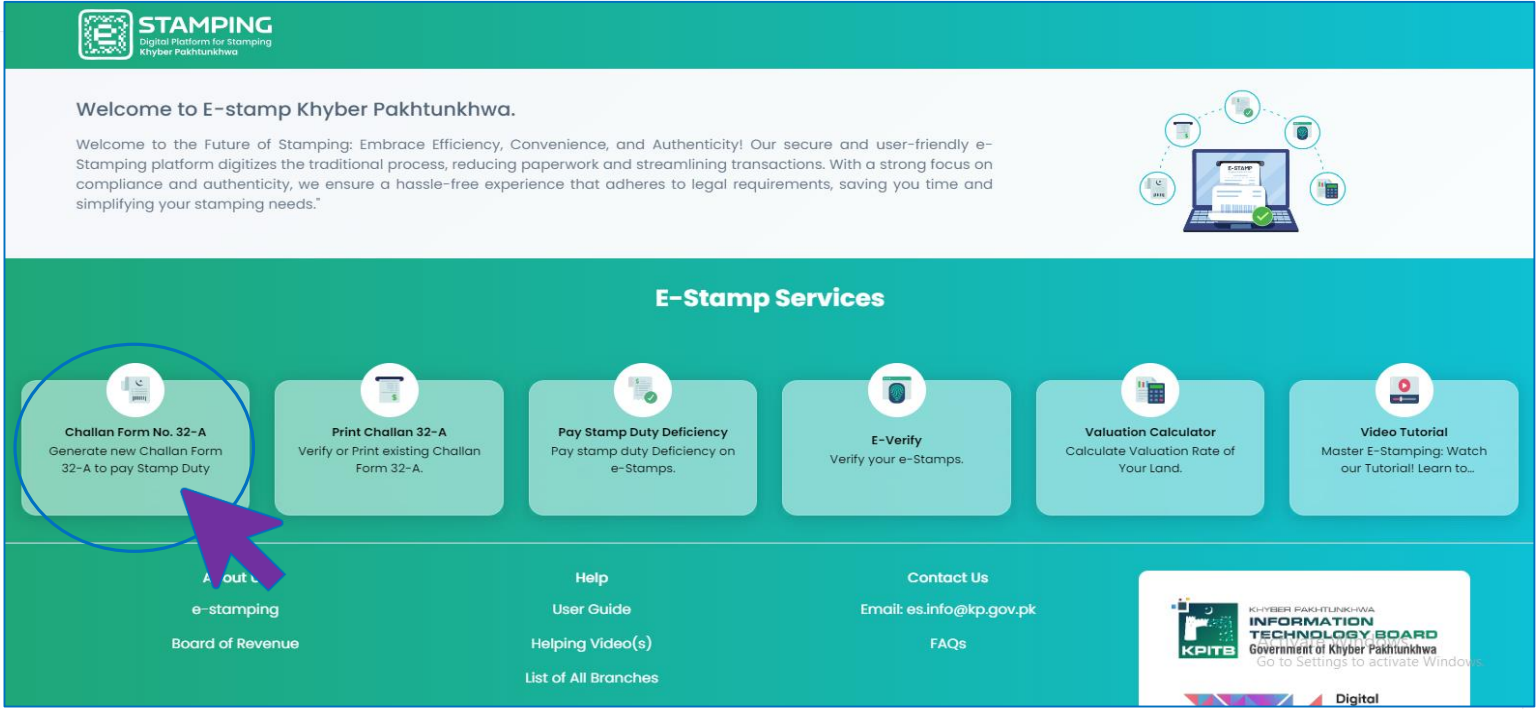 STAMPING
Digital Platform for Stamping
Khyber Pakhtunkhwa
Welcome to E-stamp Khyber Pakhtunkhwa.
Welcome to the Future of Stamping: Embrace Efficiency, Convenience, and Authenticity! Our secure and user-friendly e-
Stamping platform digitizes the traditional process, reducing paperwork and streamlining transactions. With a strong focus on
compliance and authenticity, we ensure a hassle-free experience that adheres to legal requirements, saving you time and
simplifying your stamping needs."
E-STAMP
E-Stamp Services
Challan Form No. 32-A
Generate new Challan Form
32-A to pay Stamp Duty
Print Challan 32-A
Verify or Print existing Challan
Form 32-A.
Pay Stamp Duty Deficiency
Pay stamp duty Deficiency on
e-Stamps.
E-Verify
Verify your e-Stamps.
Valuation Calculator
Calculate Valuation Rate of
Your Land.
Video Tutorial
Master E-Stamping: Watch
our Tutorial! Learn to...
About U
e-stamping
Board of Revenue
Help
User Guide
Helping Video(s)
List of All Branches
Contact Us
Email: es.info@kp.gov.pk
FAQs
KPITB
KHYBER PAKHTUNKHWA
INFORMATION
TECHNOLOGY BOARD
Government of Khyber Pakhtunkhwa
Activate Windows
Go to Settings to activate Windows.
Digital